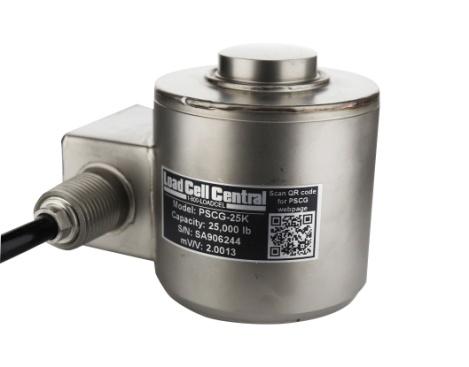 Load Cell Central
1-800-LOADCEL
Model: PSCG-25K
Capacity: 25,000 lb
S/N: SA906244
mV/V: 2.0013
Scan QR code
for PSCG
webpage